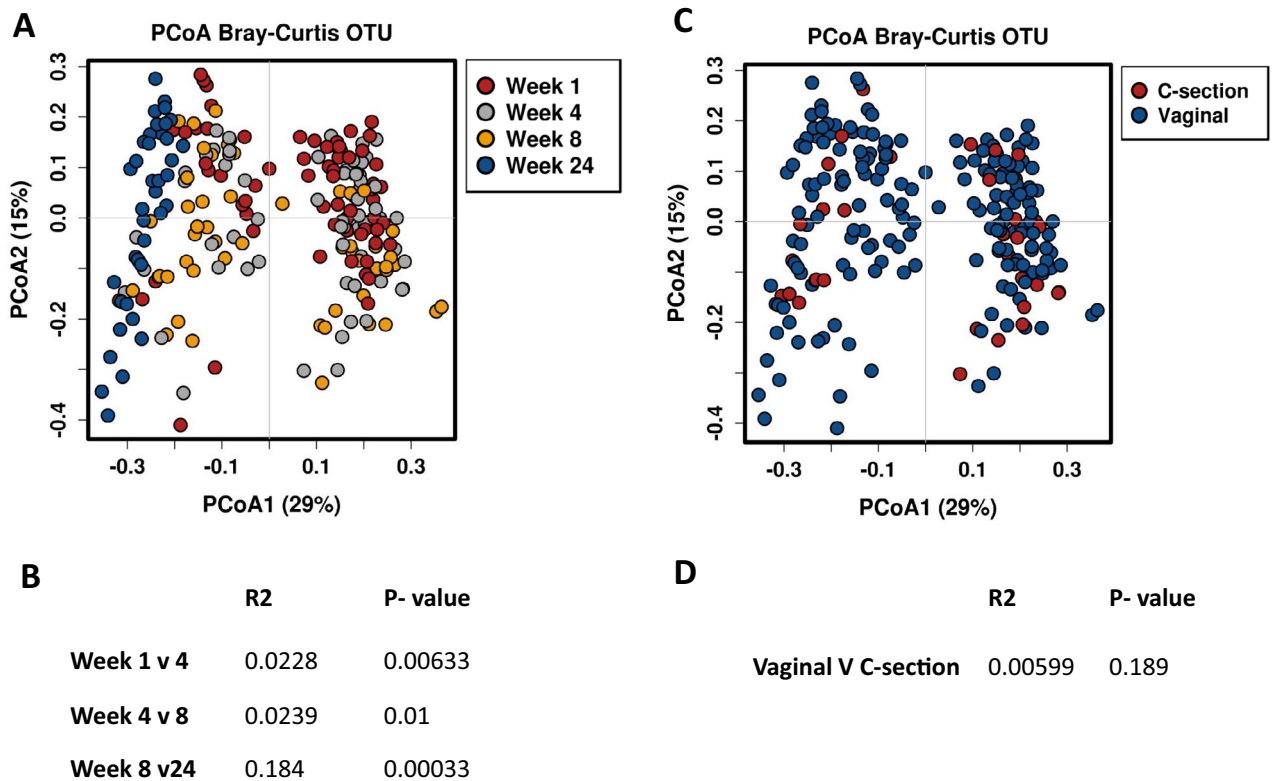 A
PCoA Bray-Curtis OTU
0.3
0.2
0.0
-0.2
-0.4
PCoA2 (15%)
-0.3
-0.1
0.1
0.3
PCoA1 (29%)
Week 1
Week 4
Week 8
Week 24
C
PCoA Bray-Curtis OTU
0.3
0.2
0.0
-0.2
-0.4
PCoA2 (15%)
-0.3
-0.1
0.1
0.3
PCoA1 (29%)
C-section
Vaginal
B
R2 P- value
Week 1 v 4 0.0228 0.00633
Week 4 v 8 0.0239 0.01
Week 8 v24 0.184 0.00033
D
R2 P- value
Vaginal V C-section 0.00599 0.189